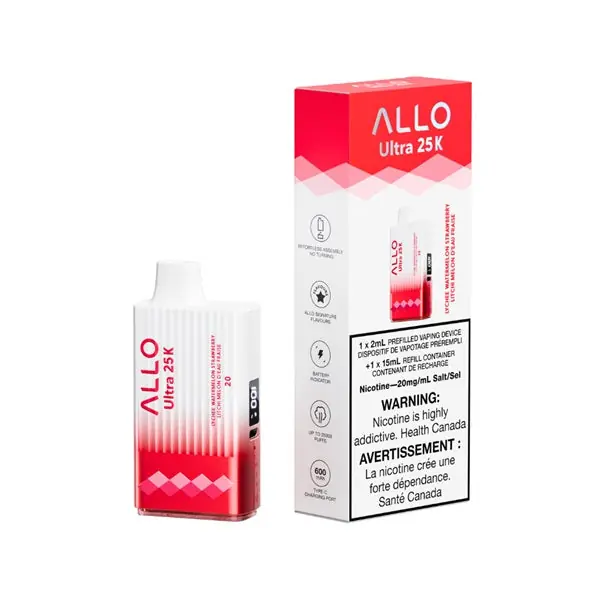 ALLO
Ultra 25K
LYCHEE WATERMELON STRAWBERRY
LITCHI MELON D'EAU FRAISE
20
100
ALLO
Ultra 25K
LYCHEE WATERMELON STRAWBERRY
LITCHI MELON D'EAU FRAISE
EFFORTLESS ASSEMBLY
NO TURNING
ALLO SIGNATURE
FLAVOURS
BATTERY
INDICATOR
UP TO 25000
PUFFS
600
mAh
TYPE-C
CHARGING PORT
ALLO
Ultra 25K
1 x 2mL PREFILLED VAPING DEVICE
DISPOSITIF DE VAPOTAGE PRÉREMPLI
+1 x 15mL REFILL CONTAINER
CONTENANT DE RECHARGE
Nicotine—20mg/mL Salt/Sel
WARNING:
Nicotine is highly
addictive. Health Canada
AVERTISSEMENT :
La nicotine crée une
forte dépendance.
Santé Canada